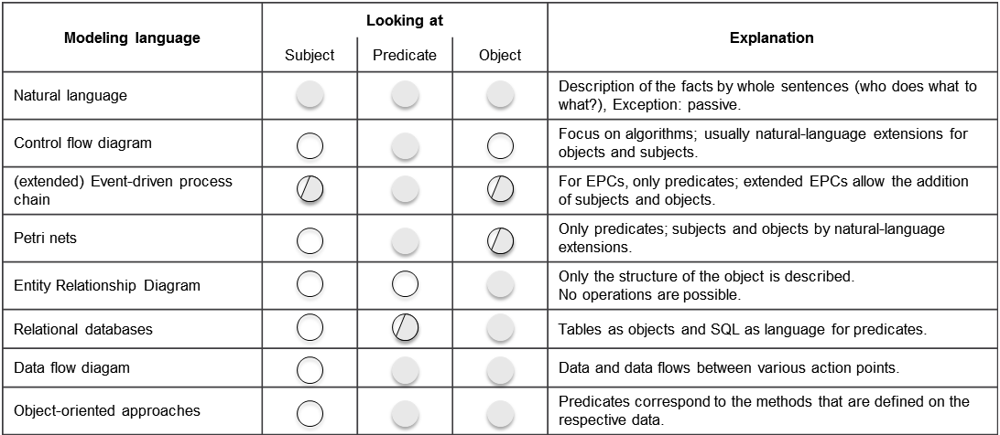 Modeling language
Looking at
Explanation
Subject
Predicate
Object
Natural language
Description of the facts by whole sentences (who does what to
what?), Exception: passive.
Control flow diagram
Focus on algorithms; usually natural-language extensions for
objects and subjects.
(extended) Event-driven process
chain
For EPCs, only predicates; extended EPCs allow the addition
of subjects and objects.
Petri nets
Only predicates; subjects and objects by natural-language
extensions.
Entity Relationship Diagram
Only the structure of the object is described.
No operations are possible.
Relational databases
Tables as objects and SQL as language for predicates.
Data flow diagam
Data and data flows between various action points.
Object-oriented approaches
Predicates correspond to the methods that are defined on the
respective data.